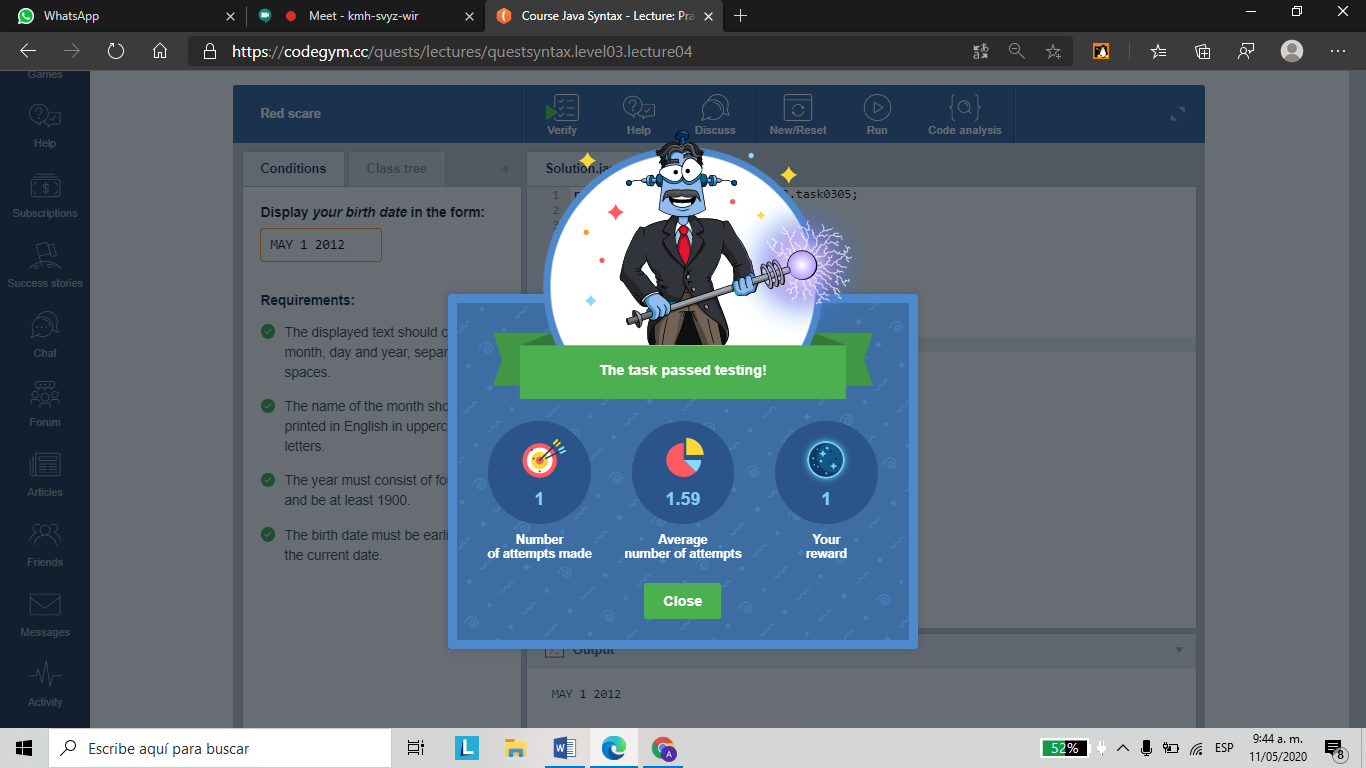 WhatsApp
Meet - kmh-svyz-wir
Course Java Syntax - Lecture: Pra
https://codegym.cc/quests/lectures/questsyntax.level03.lecture04
Games
Help
Subscriptions
Success stories
Chat
Forum
Articles
Friends
Messages
Activity
Red scare
Verify
Help
Discuss
New/Reset
Run
Code analysis
Conditions
Class tree
Solution.ja
Display your birth date in the form:
MAY 1 2012
Requirements:
The displayed text should c
month, day and year, separ
spaces.
The name of the month sho
printed in English in upperc
letters.
The year must consist of fo
and be at least 1900.
The birth date must be earli
the current date.
1
.task0305;
2
The task passed testing!
1
Number
of attempts made
1.59
Average
number of attempts
1
Your
reward
Close
Output
MAY 1 2012
Escribe aquí para buscar
52%
ESP
9:44 a. m.
11/05/2020
8